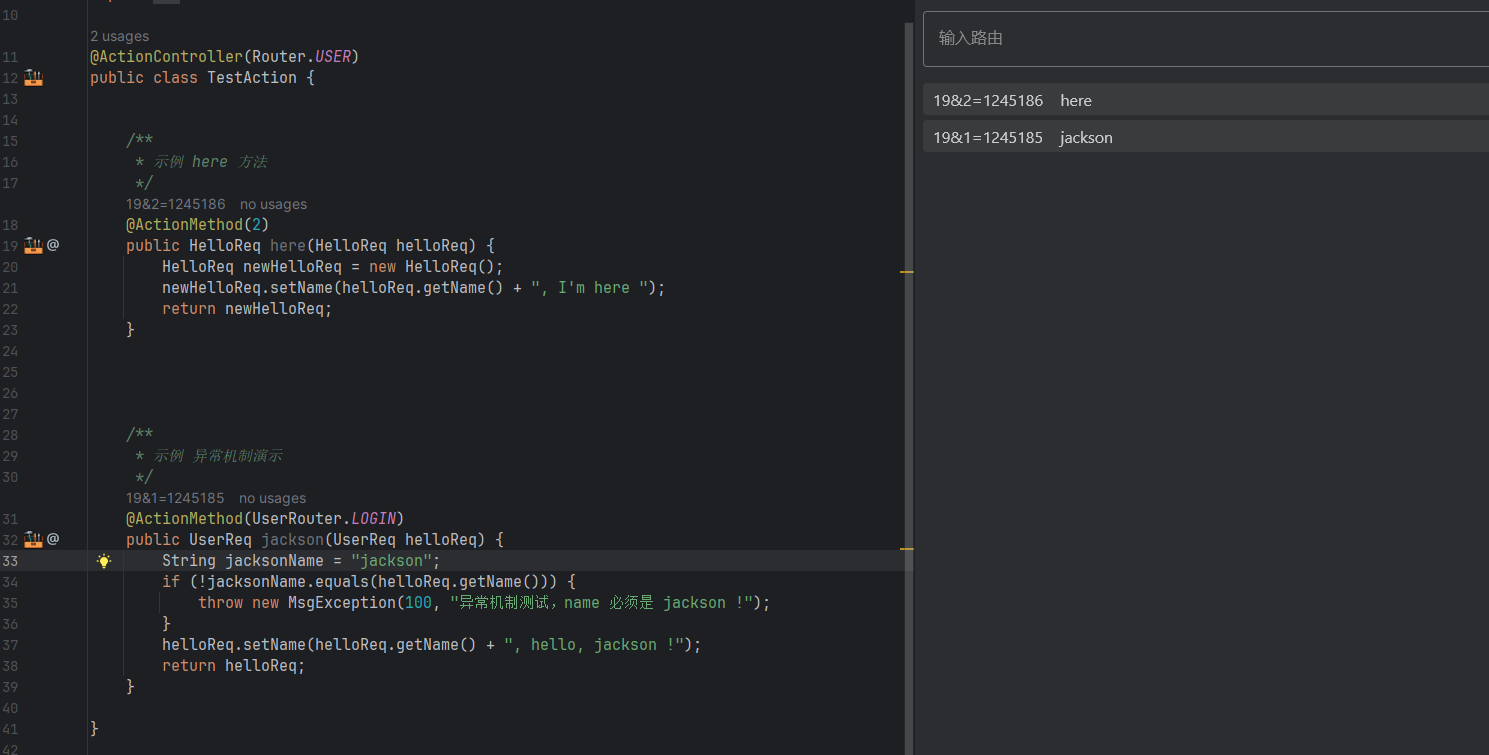 10
2 usages
11 @ActionController(Router.USER)
12 public class TestAction {
13
14
15 /**
16 * 示例 here 方法
17 */
19&2=1245186 no usages
18 @ActionMethod(2)
19 @ public HelloReq here(HelloReq helloReq) {
20 HelloReq newHelloReq = new HelloReq();
21 newHelloReq.setName(helloReq.getName() + ", I'm here ");
22 return newHelloReq;
23 }
24
25
26
27
28 /**
29 * 示例 异常机制演示
30 */
19&1=1245185 no usages
31 @ActionMethod(UserRouter.LOGIN)
32 @ public UserReq jackson(UserReq helloReq) {
33 String jacksonName = "jackson";
34 if (!jacksonName.equals(helloReq.getName())) {
35 throw new MsgException(100, "异常机制测试，name 必须是 jackson !");
36 }
37 helloReq.setName(helloReq.getName() + ", hello, jackson !");
38 return helloReq;
39 }
40
41 }
42
输入路由
19&2=1245186 here
19&1=1245185 jackson